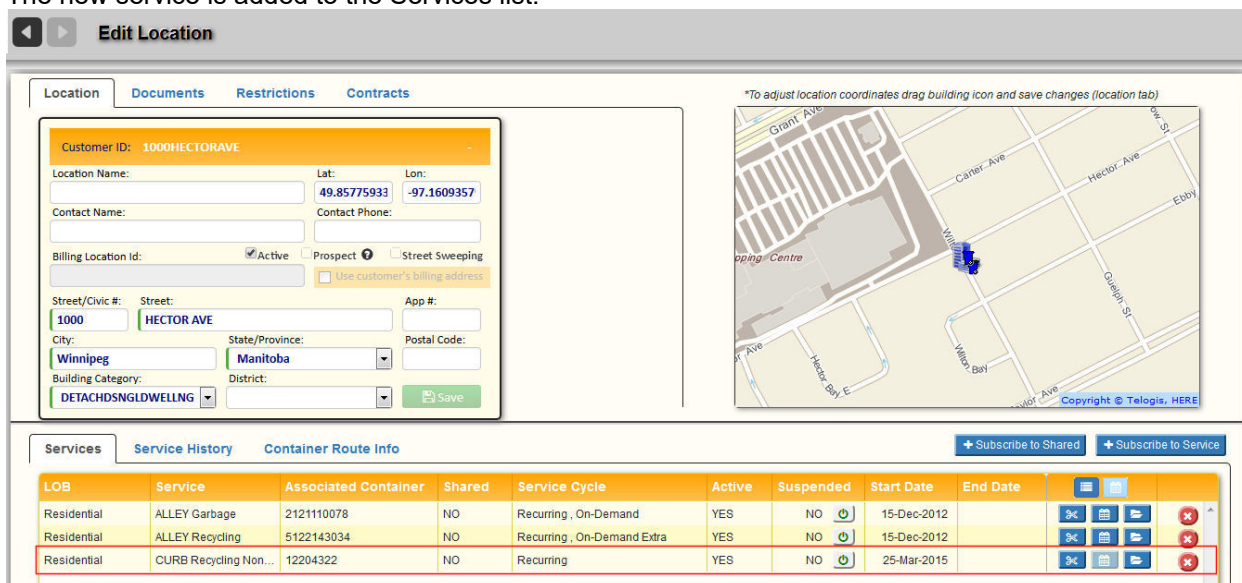 The new service is added to the Services list.
Edit Location
Location Documents Restrictions Contracts
*To adjust location coordinates drag building icon and save changes (location tab)
Customer ID: 1000HECTORAVE -
Location Name: Lat: Lon:
49.85775933 -97.1609357
Contact Name: Contact Phone:
Billing Location Id: Active Prospect Street Sweeping
Use customer's billing address
Street/Civic #: Street: App #:
1000 HECTOR AVE
City: State/Province: Postal Code:
Winnipeg Manitoba
Building Category: District:
DETACHDSNGLDWELLNG Save
Grant Ave
Carter Ave
Hector Ave
Ebby
pping Centre
Guelph St
Hector Bay E
Wilton Bay
Copyright © Telogis, HERE
Services Service History Container Route Info
+ Subscribe to Shared + Subscribe to Service
LOB Service Associated Container Shared Service Cycle Active Suspended Start Date End Date
Residential ALLEY Garbage 2121110078 NO Recurring , On-Demand YES NO 15-Dec-2012
Residential ALLEY Recycling 5122143034 NO Recurring , On-Demand Extra YES NO 15-Dec-2012
Residential CURB Recycling Non... 12204322 NO Recurring YES NO 25-Mar-2015